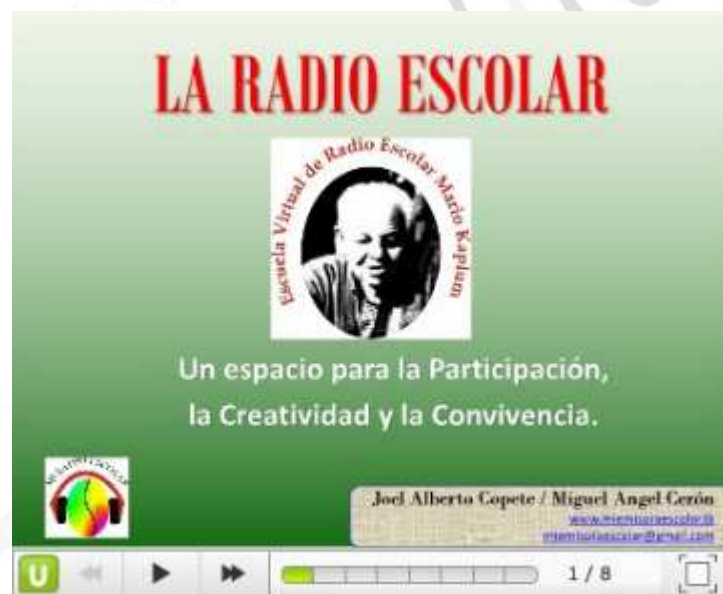 LA RADIO ESCOLAR
Escuela Virtual de Radio Escolar Mario Kaplum
Un espacio para la Participación,
la Creatividad y la Convivencia.
Joel Alberto Copete / Miguel Angel Cerón
U
1 / 8